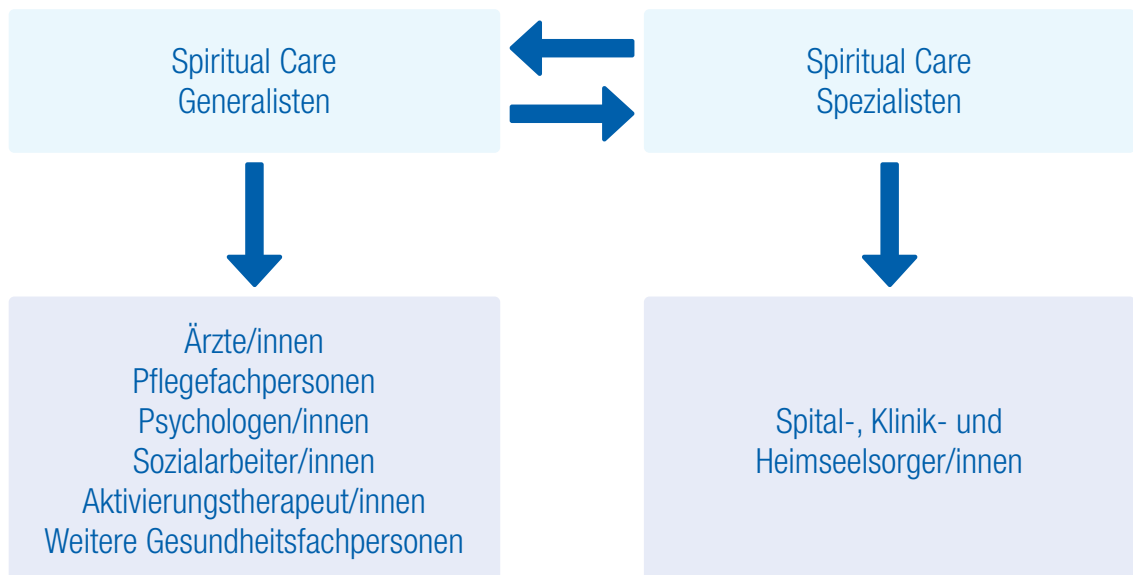 Spiritual Care
Generalisten
Spiritual Care
Spezialisten
Ärzte/innen
Pflegefachpersonen
Psychologen/innen
Sozialarbeiter/innen
Aktivierungstherapeut/innen
Weitere Gesundheitsfachpersonen
Spital-, Klinik- und
Heimseelsorger/innen